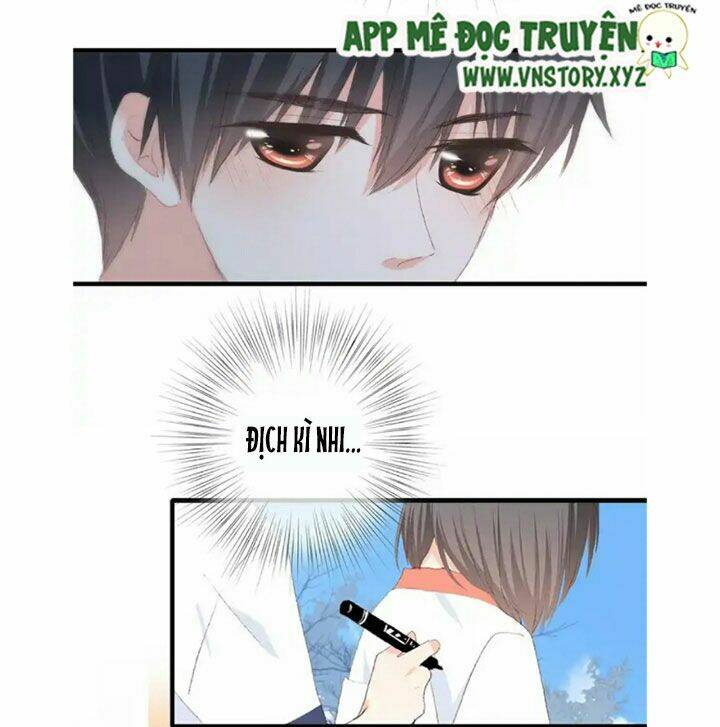 MÊ ĐỌC TRUYỆN
APP MÊ ĐỌC TRUYỆN
WWW.VNSTORY.XYZ
ĐỊCH KÌ NHI...